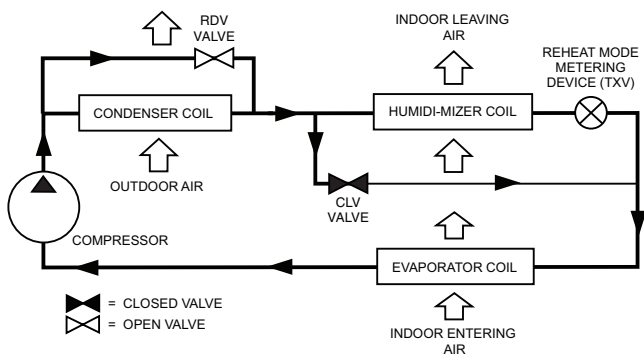 RDV
VALVE
INDOOR LEAVING
AIR
REHEAT MODE
METERING
DEVICE (TXV)
CONDENSER COIL
HUMIDI-MIZER COIL
OUTDOOR AIR
CLV
VALVE
COMPRESSOR
EVAPORATOR COIL
= CLOSED VALVE
= OPEN VALVE
INDOOR ENTERING
AIR